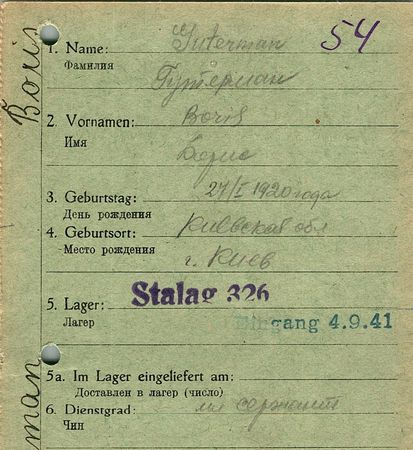 54
Boris
1. Name: Guterman
Фамилия
Гутерман
2. Vornamen: Boris
Имя
Борис
3. Geburtstag: 27/I 1920 года
День рождения
4. Geburtsort: Киевская обл
Место рождения
г. Киев
5. Lager: Stalag 326
Лагер
Eingang 4.9.41
5a. Im Lager eingeliefert am:
Доставлен в лагер (число)
6. Dienstgrad: мл сержант
Чин
man